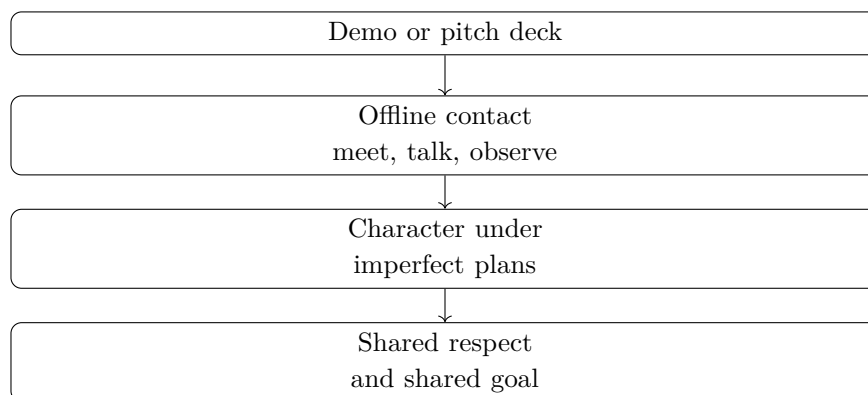 Demo or pitch deck
Offline contact
meet, talk, observe
Character under
imperfect plans
Shared respect
and shared goal